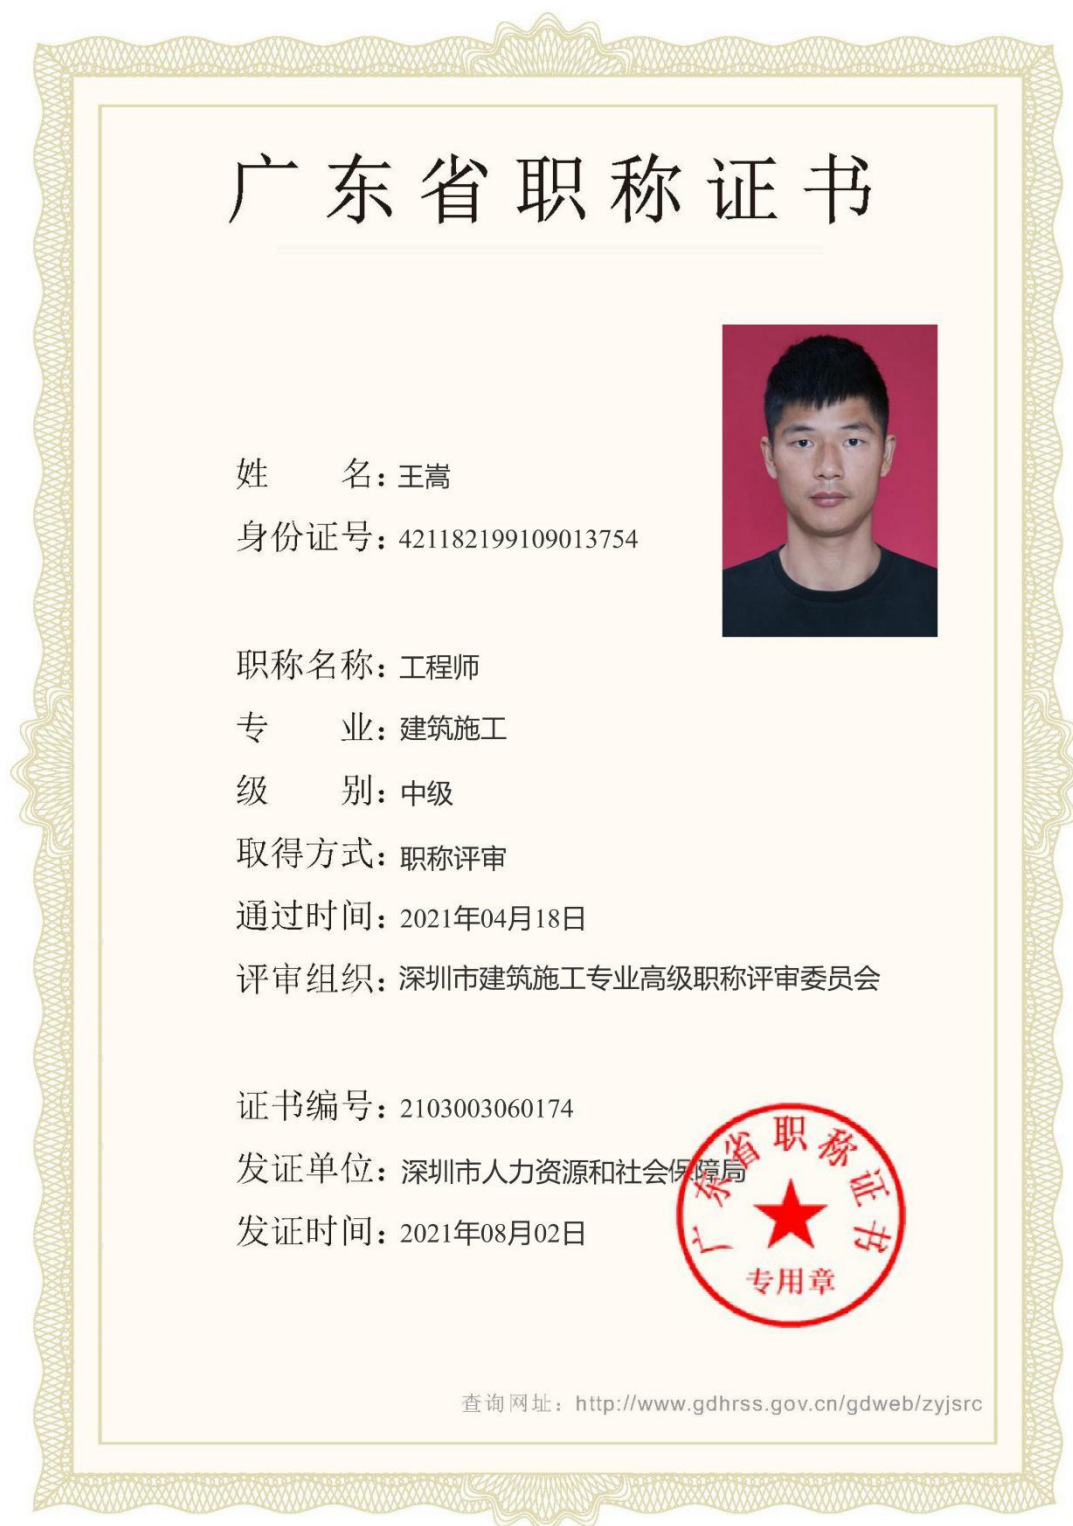 广东省职称证书
姓名：王嵩
身份证号：421182199109013754
职称名称：工程师
专业：建筑施工
级别：中级
取得方式：职称评审
通过时间：2021年04月18日
评审组织：深圳市建筑施工专业高级职称评审委员会
证书编号：2103003060174
发证单位：深圳市人力资源和社会保障局
发证时间：2021年08月02日
广东省职称证书
专用章
查询网址：http://www.gdhrss.gov.cn/gdweb/zyjsrc